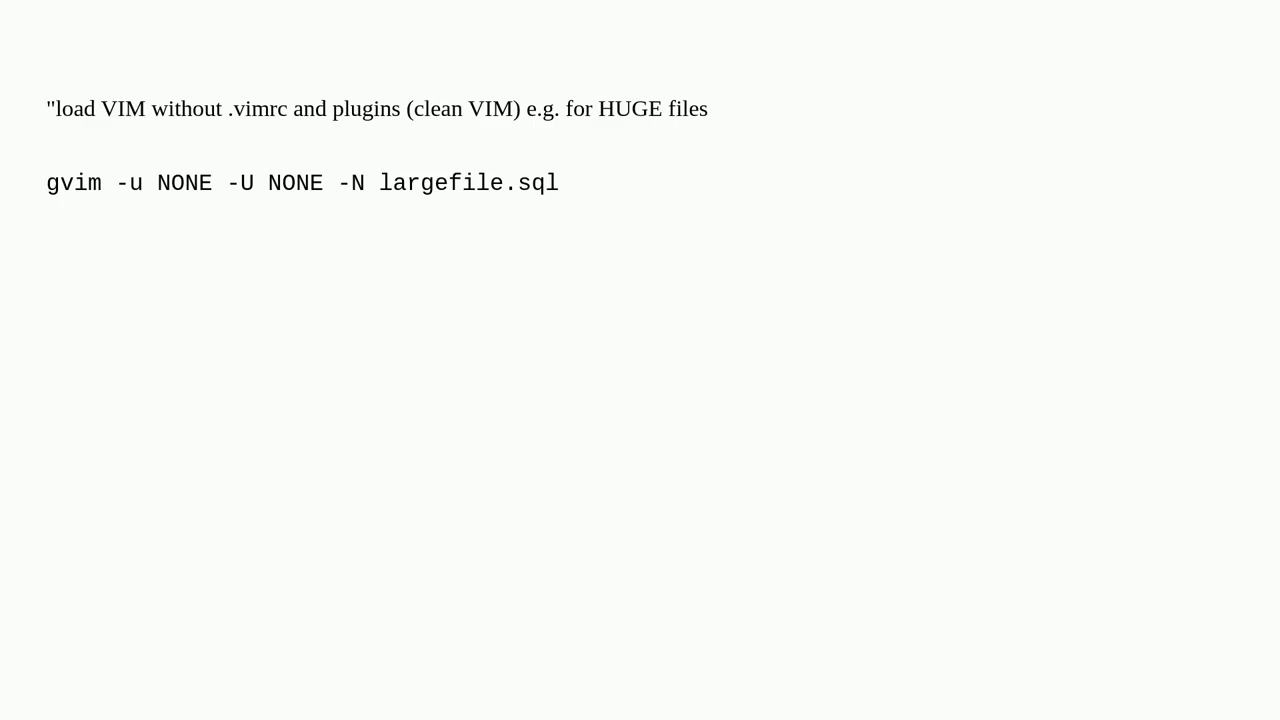 "load VIM without .vimrc and plugins (clean VIM) e.g. for HUGE files
gvim -u NONE -U NONE -N largefile.sql